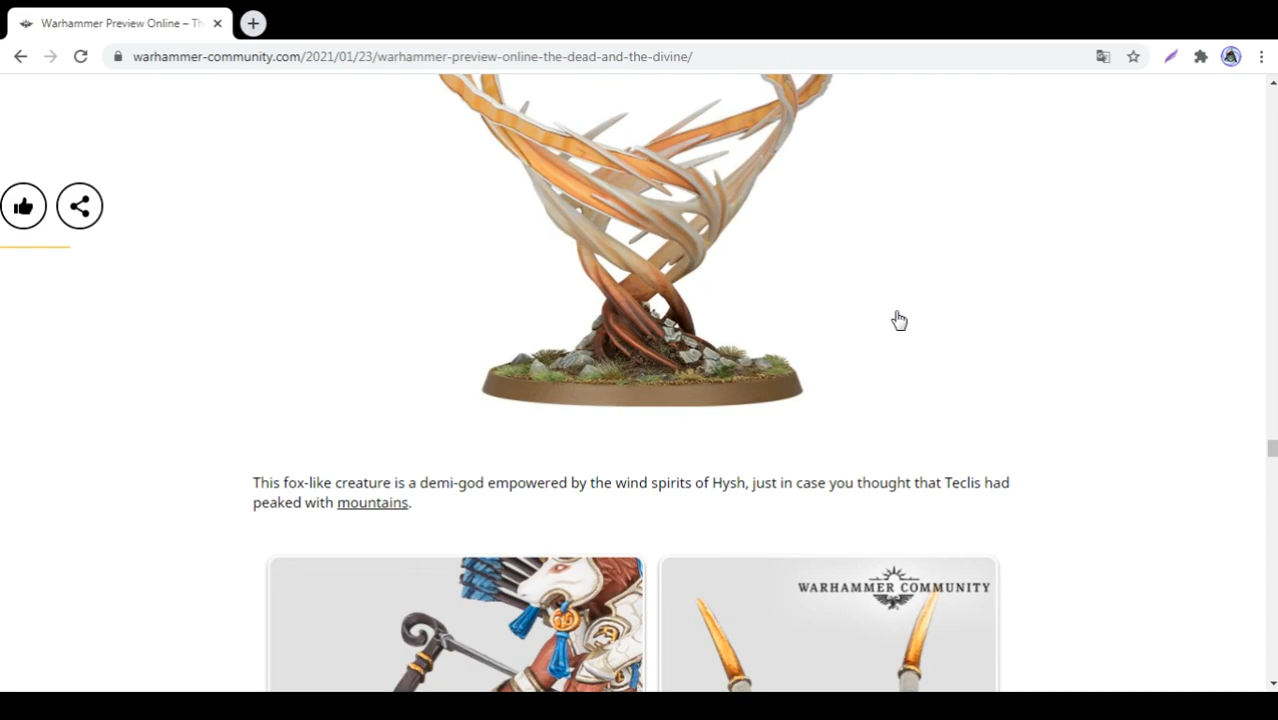 Warhammer Preview Online – Th
warhammer-community.com/2021/01/23/warhammer-preview-online-the-dead-and-the-divine/
This fox-like creature is a demi-god empowered by the wind spirits of Hysh, just in case you thought that Teclis had
peaked with mountains.
WARHAMMER COMMUNITY